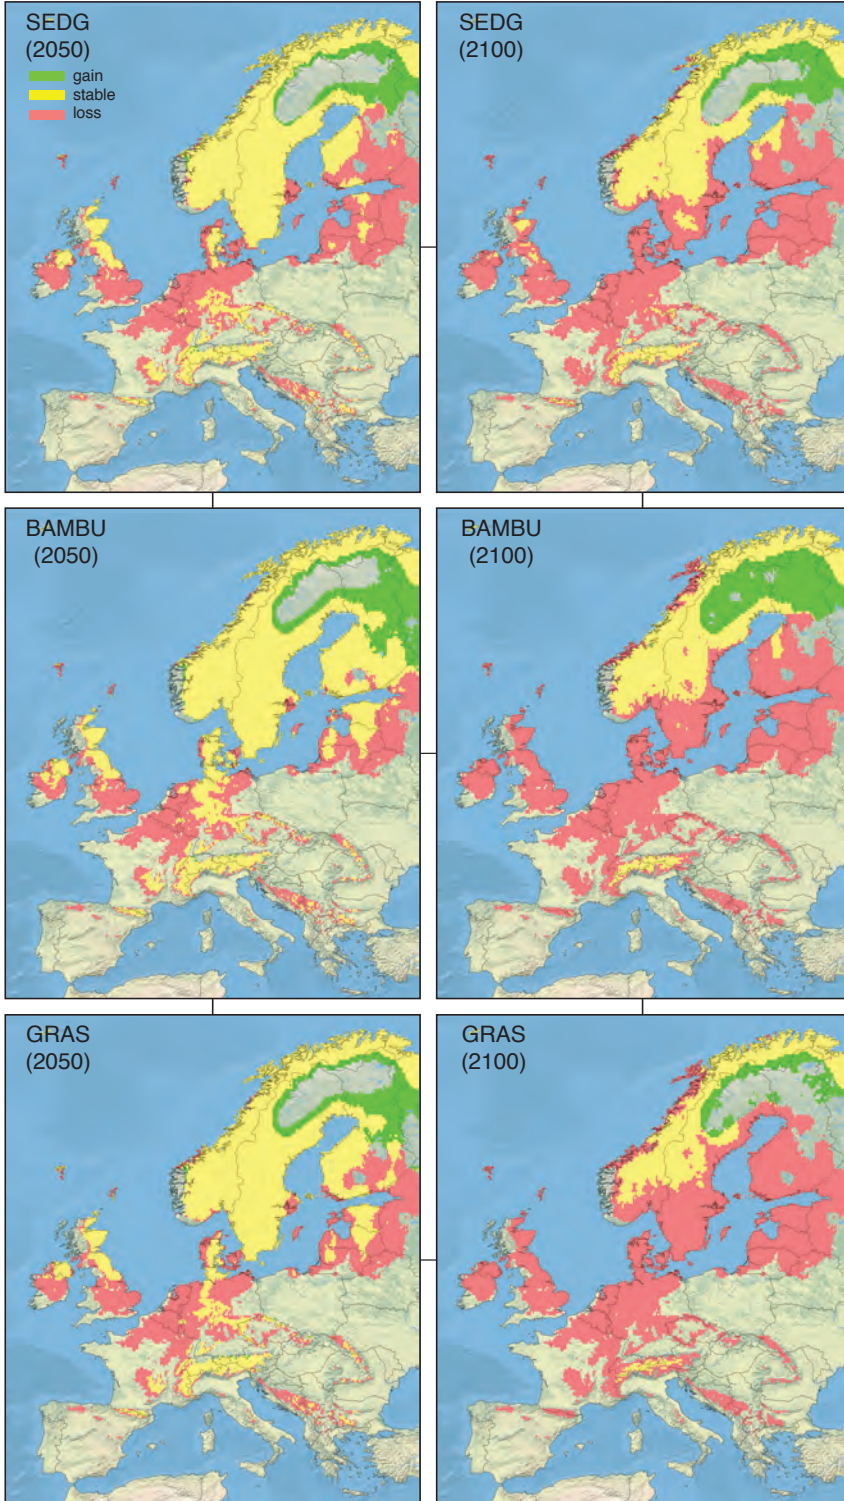 SEDG
(2050)
gain
stable
loss
SEDG
(2100)
BAMBU
(2050)
BAMBU
(2100)
GRAS
(2050)
GRAS
(2100)